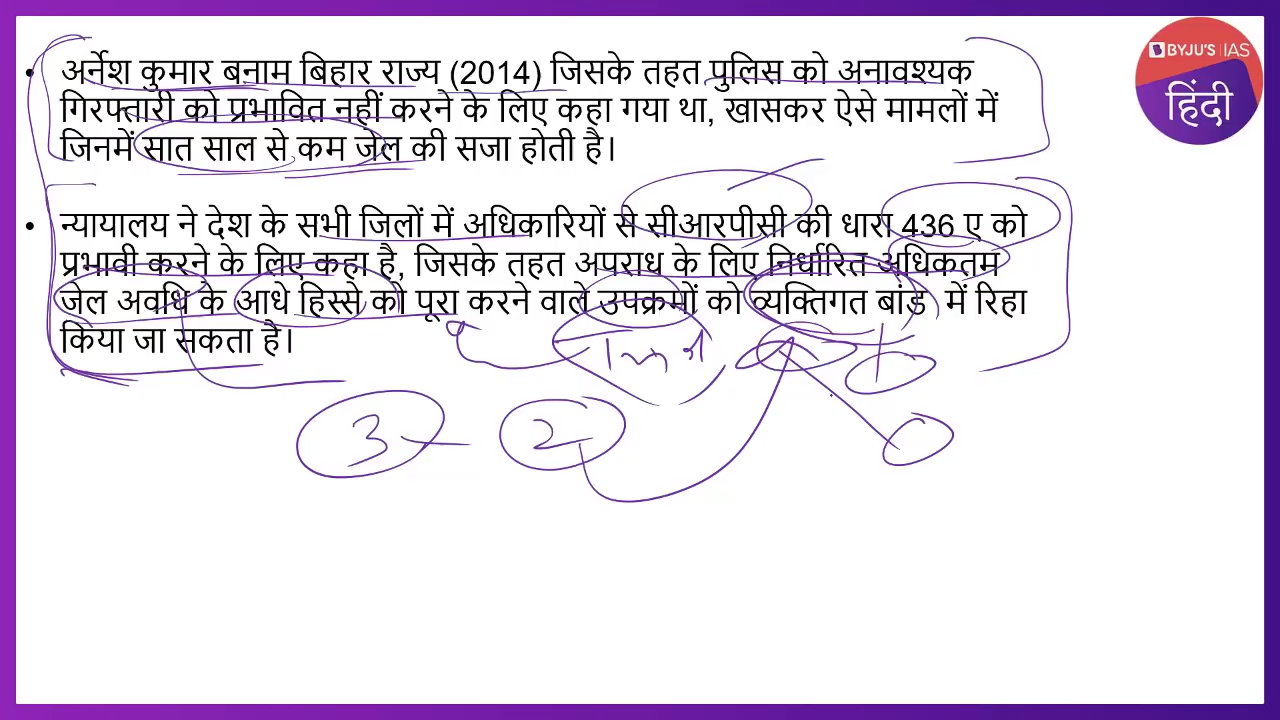 BYJU'S IAS
हिंदी
• अर्नेश कुमार बनाम बिहार राज्य (2014) जिसके तहत पुलिस को अनावश्यक
गिरफ्तारी को प्रभावित नहीं करने के लिए कहा गया था, खासकर ऐसे मामलों में
जिनमें सात साल से कम जेल की सजा होती है।
• न्यायालय ने देश के सभी जिलों में अधिकारियों से सीआरपीसी की धारा 436 ए को
प्रभावी करने के लिए कहा है, जिसके तहत अपराध के लिए निर्धारित अधिकतम
जेल अवधि के आधे हिस्से को पूरा करने वाले उपक्रमों को व्यक्तिगत बांड में रिहा
किया जा सकता है।
3 2